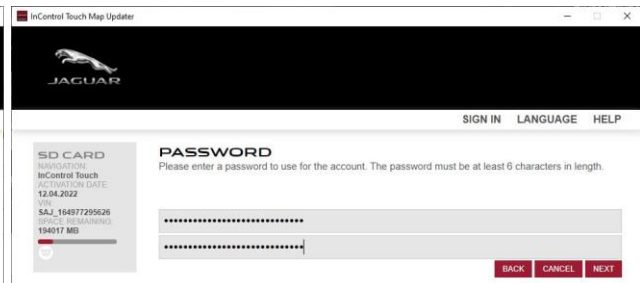 InControl Touch Map Updater
JAGUAR
SIGN IN LANGUAGE HELP
SD CARD
NAVIGATION:
InControl Touch
ACTIVATION DATE:
12.04.2022
VIN:
SAJ_164977295626
SPACE REMAINING:
194017 MB
PASSWORD
Please enter a password to use for the account. The password must be at least 6 characters in length.
BACK CANCEL NEXT